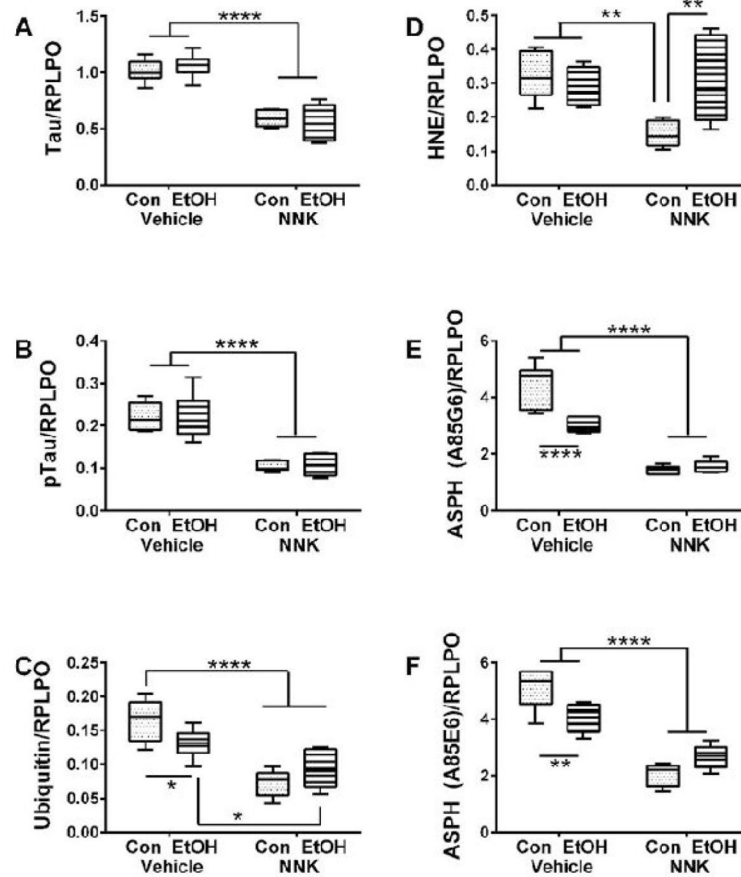 A
Tau/RPLPO
1.5
1.0
0.5
0.0
****
Con EtOH Con EtOH
Vehicle NNK
D
HNE/RPLPO
0.5
0.4
0.3
0.2
0.1
0.0
**
**
Con EtOH Con EtOH
Vehicle NNK
B
pTau/RPLPO
0.4
0.3
0.2
0.1
0.0
****
Con EtOH Con EtOH
Vehicle NNK
E
ASPH (A85G6)/RPLPO
6
4
2
0
****
****
Con EtOH Con EtOH
Vehicle NNK
C
Ubiquitin/RPLPO
0.25
0.20
0.15
0.10
0.05
0.00
****
*
*
Con EtOH Con EtOH
Vehicle NNK
F
ASPH (A85E6)/RPLPO
6
4
2
0
****
**
Con EtOH Con EtOH
Vehicle NNK